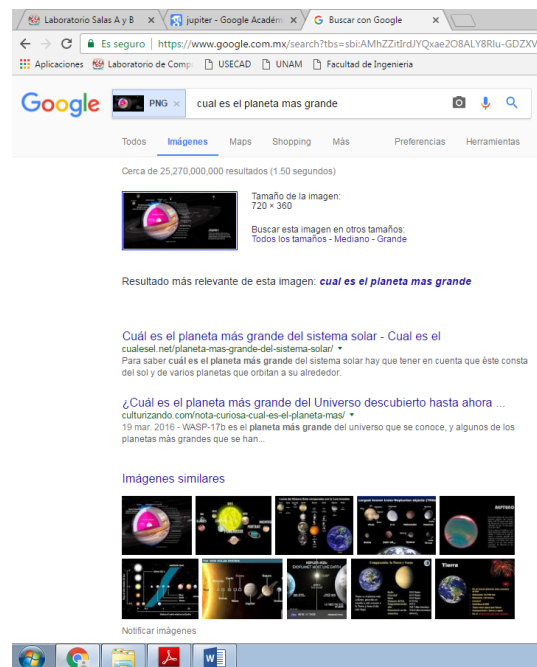 Laboratorio Salas A y B
jupiter - Google Académ
Buscar con Google
Es seguro
https://www.google.com.mx/search?tbs=sbi:AMhZZitIrdJYQxae2O8ALY8Rlu-GDZXV
Aplicaciones
Laboratorio de Comp
USECAD
UNAM
Facultad de Ingenieria
Google
PNG
cual es el planeta mas grande
Todos
Imágenes
Maps
Shopping
Más
Preferencias
Herramientas
Cerca de 25,270,000,000 resultados (1.50 segundos)
Tamaño de la imagen:
720 × 360
Buscar esta imagen en otros tamaños:
Todos los tamaños - Mediano - Grande
Resultado más relevante de esta imagen: cual es el planeta mas grande
Cuál es el planeta más grande del sistema solar - Cual es el
cualesel.net/planeta-mas-grande-del-sistema-solar/
Para saber cuál es el planeta más grande del sistema solar hay que tener en cuenta que èste consta
del sol y de varios planetas que orbitan a su alrededor.
¿Cuál es el planeta más grande del Universo descubierto hasta ahora ...
culturizando.com/nota-curiosa-cual-es-el-planeta-mas/
19 mar. 2016 - WASP-17b es el planeta más grande del universo que se conoce, y algunos de los
planetas más grandes que se han...
Imágenes similares
SEPTIMO
Tierra
Notificar imágenes